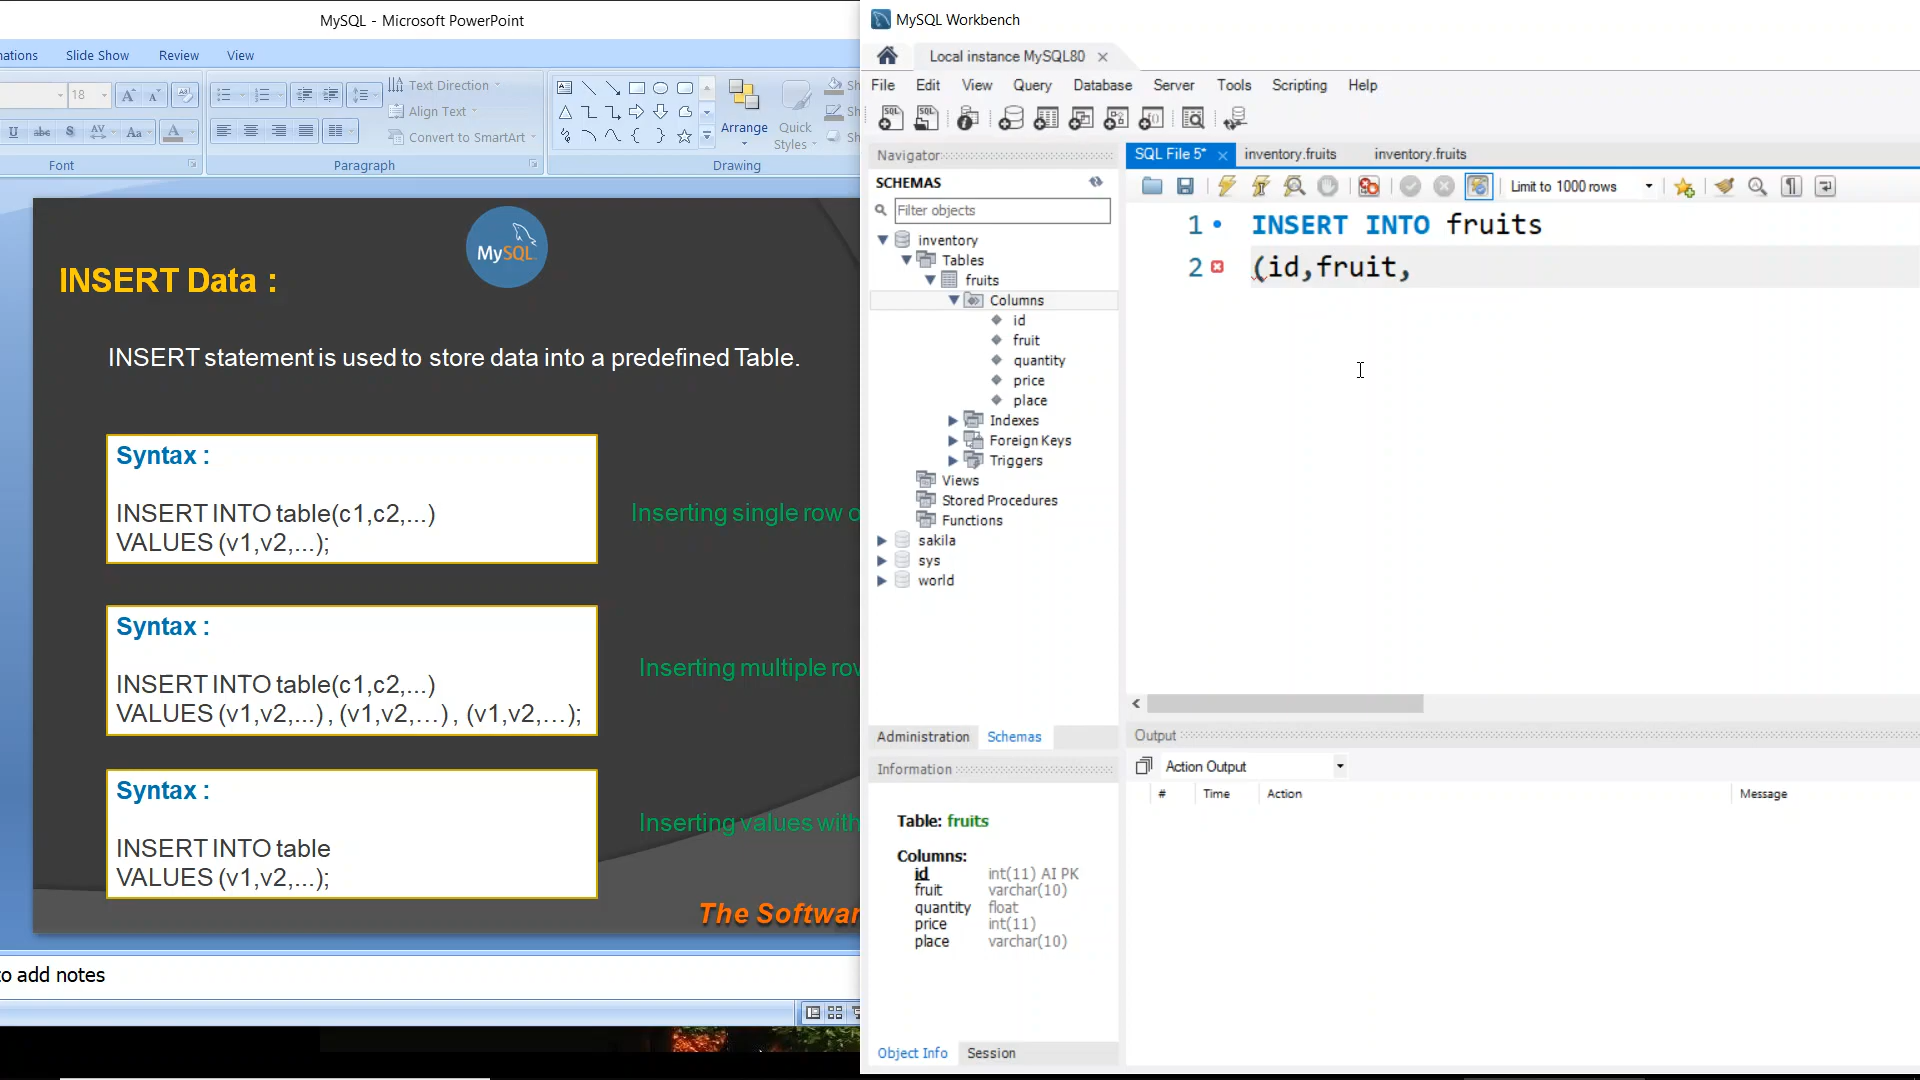 MySQL - Microsoft PowerPoint
ations Slide Show Review View
18
Text Direction
Align Text
Convert to SmartArt
Arrange
Quick
Styles
Sh
Sh
Sh
Font
Paragraph
Drawing
MySQL
INSERT Data :
INSERT statement is used to store data into a predefined Table.
Syntax :
INSERT INTO table(c1,c2,...)
VALUES (v1,v2,...);
Inserting single row o
Syntax :
INSERT INTO table(c1,c2,...)
VALUES (v1,v2,...) , (v1,v2,...) , (v1,v2,...);
Inserting multiple rov
Syntax :
INSERT INTO table
VALUES (v1,v2,...);
Inserting values with
The Softwar
to add notes
MySQL Workbench
Local instance MySQL80
File Edit View Query Database Server Tools Scripting Help
Navigator
SCHEMAS
Filter objects
inventory
Tables
fruits
Columns
id
fruit
quantity
price
place
Indexes
Foreign Keys
Triggers
Views
Stored Procedures
Functions
sakila
sys
world
Administration Schemas
Information
Table: fruits
Columns:
id int(11) AI PK
fruit varchar(10)
quantity float
price int(11)
place varchar(10)
Object Info Session
SQL File 5* inventory.fruits inventory.fruits
Limit to 1000 rows
1 INSERT INTO fruits
2 (id,fruit,
Output
Action Output
# Time Action Message